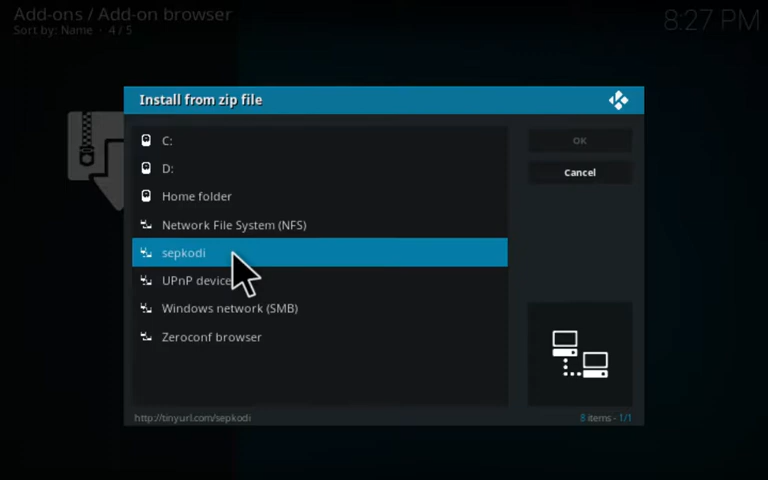 Add-ons / Add-on browser
Sort by: Name · 4 / 5
8:27 PM
Install from zip file
C:
D:
Home folder
Network File System (NFS)
sepkodi
UPnP device
Windows network (SMB)
Zeroconf browser
OK
Cancel
http://tinyurl.com/sepkodi
8 items - 1/1